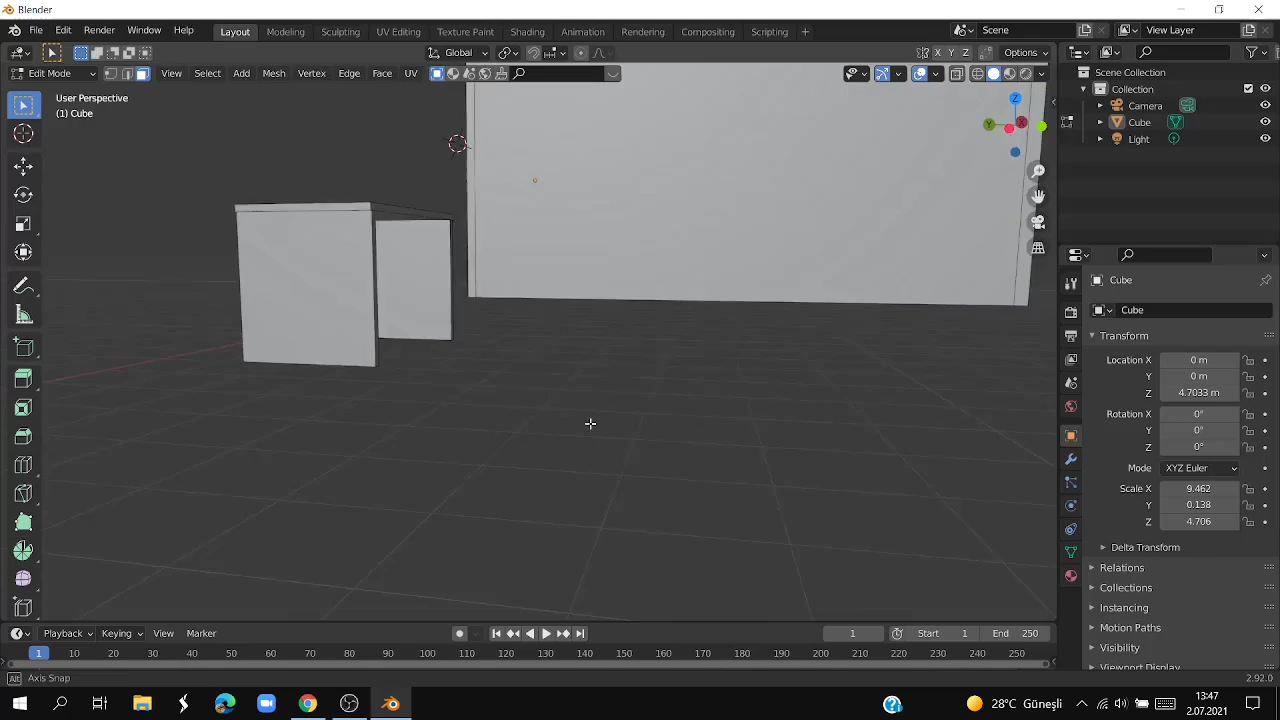 Blender
File Edit Render Window Help Layout Modeling Sculpting UV Editing Texture Paint Shading Animation Rendering Compositing Scripting + Scene View Layer
Global X Y Z Options
Edit Mode View Select Add Mesh Vertex Edge Face UV
User Perspective
(1) Cube
Z
Y X
Scene Collection
Collection
Camera
Cube
Light
Cube
Cube
Transform
Location X 0 m
Y 0 m
Z 4.7033 m
Rotation X 0°
Y 0°
Z 0°
Mode XYZ Euler
Scale X 9.462
Y 0.138
Z 4.706
Delta Transform
Relations
Collections
Instancing
Motion Paths
Visibility
Viewport Display
Playback Keying View Marker 1 Start 1 End 250
1 10 20 30 40 50 60 70 80 90 100 110 120 130 140 150 160 170 180 190 200 210 220 230 240 250
Alt Axis Snap 2.92.0
28°C Güneşli 13:47
2.07.2021